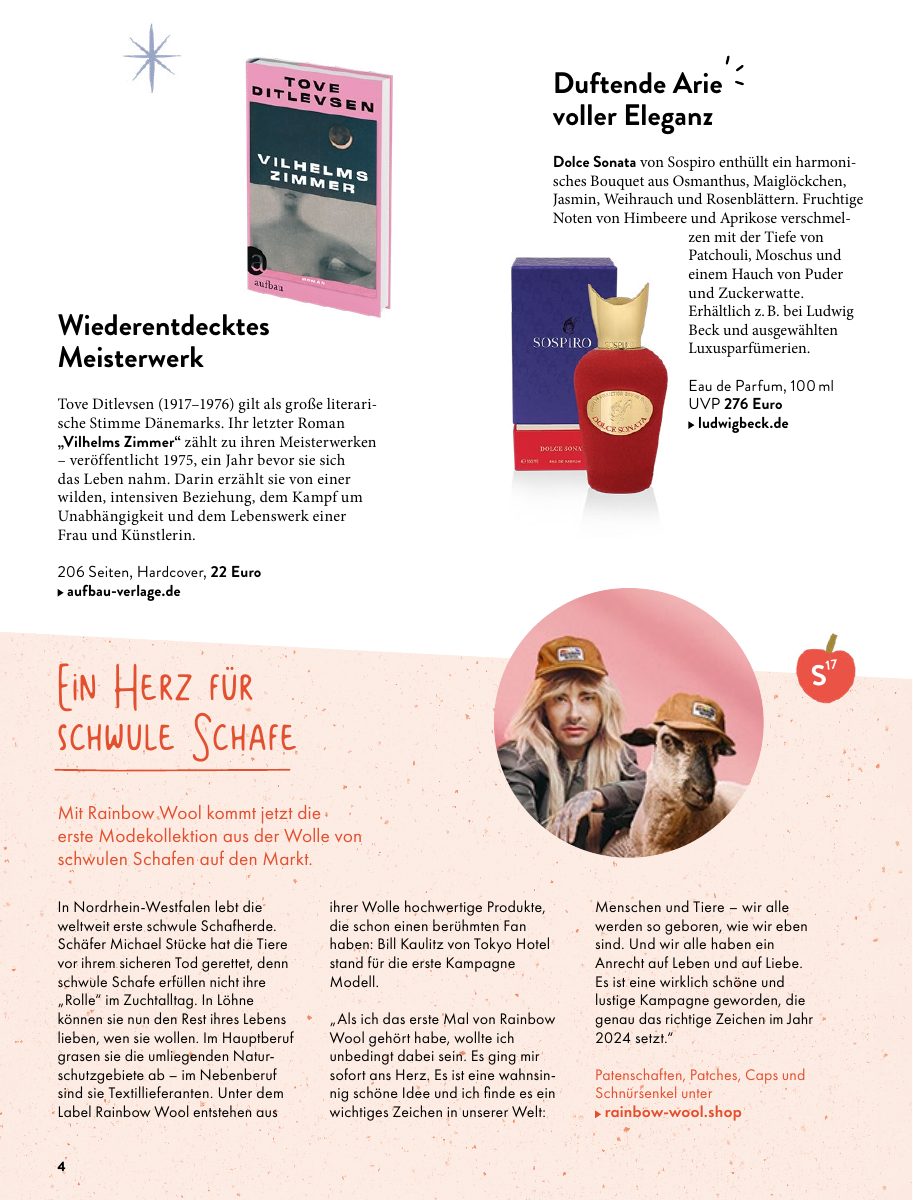 TOVE
DITLEVSEN
VILHELMS
ZIMMER
ROMAN
a
aufbau
Wiederentdecktes
Meisterwerk
Tove Ditlevsen (1917–1976) gilt als große literari-
sche Stimme Dänemarks. Ihr letzter Roman
„Vilhelms Zimmer“ zählt zu ihren Meisterwerken
– veröffentlicht 1975, ein Jahr bevor sie sich
das Leben nahm. Darin erzählt sie von einer
wilden, intensiven Beziehung, dem Kampf um
Unabhängigkeit und dem Lebenswerk einer
Frau und Künstlerin.
206 Seiten, Hardcover, 22 Euro
aufbau-verlage.de
Duftende Arie
voller Eleganz
Dolce Sonata von Sospiro enthüllt ein harmoni-
sches Bouquet aus Osmanthus, Maiglöckchen,
Jasmin, Weihrauch und Rosenblättern. Fruchtige
Noten von Himbeere und Aprikose verschmel-
zen mit der Tiefe von
Patchouli, Moschus und
einem Hauch von Puder
und Zuckerwatte.
Erhältlich z. B. bei Ludwig
Beck und ausgewählten
Luxusparfümerien.
Eau de Parfum, 100 ml
UVP 276 Euro
ludwigbeck.de
SOSPIRO
DOLCE SONATA
EAU DE PARFUM
DOLCE SONATA
S17
Ein Herz für
schwule Schafe
Mit Rainbow Wool kommt jetzt die
erste Modekollektion aus der Wolle von
schwulen Schafen auf den Markt.
In Nordrhein-Westfalen lebt die
weltweit erste schwule Schafherde.
Schäfer Michael Stücke hat die Tiere
vor ihrem sicheren Tod gerettet, denn
schwule Schafe erfüllen nicht ihre
„Rolle“ im Zuchtalltag. In Löhne
können sie nun den Rest ihres Lebens
lieben, wen sie wollen. Im Hauptberuf
grasen sie die umliegenden Natur-
schutzgebiete ab – im Nebenberuf
sind sie Textillieferanten. Unter dem
Label Rainbow Wool entstehen aus
ihrer Wolle hochwertige Produkte,
die schon einen berühmten Fan
haben: Bill Kaulitz von Tokyo Hotel
stand für die erste Kampagne
Modell.
„Als ich das erste Mal von Rainbow
Wool gehört habe, wollte ich
unbedingt dabei sein. Es ging mir
sofort ans Herz. Es ist eine wahnsin-
nig schöne Idee und ich finde es ein
wichtiges Zeichen in unserer Welt:
Menschen und Tiere – wir alle
werden so geboren, wie wir eben
sind. Und wir alle haben ein
Anrecht auf Leben und auf Liebe.
Es ist eine wirklich schöne und
lustige Kampagne geworden, die
genau das richtige Zeichen im Jahr
2024 setzt.“
Patenschaften, Patches, Caps und
Schnürsenkel unter
rainbow-wool.shop
4